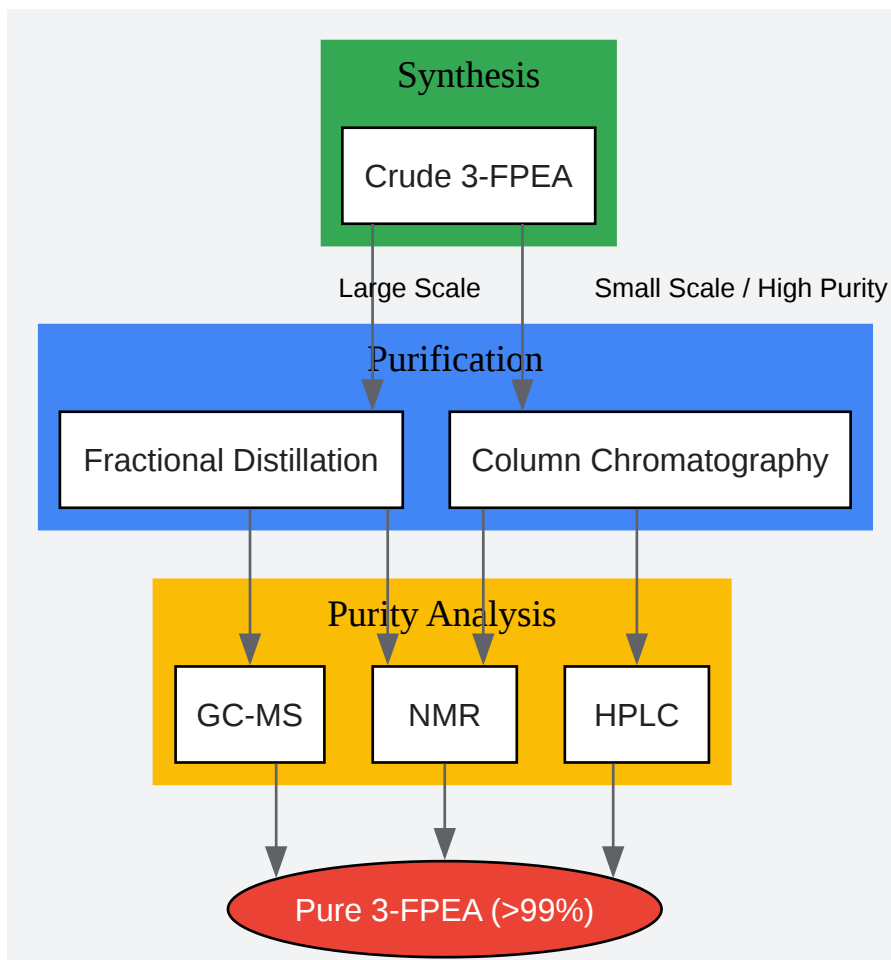 Synthesis
Crude 3-FPEA
Large Scale
Small Scale / High Purity
Purification
Fractional Distillation
Column Chromatography
Purity Analysis
GC-MS
NMR
HPLC
Pure 3-FPEA (>99%)